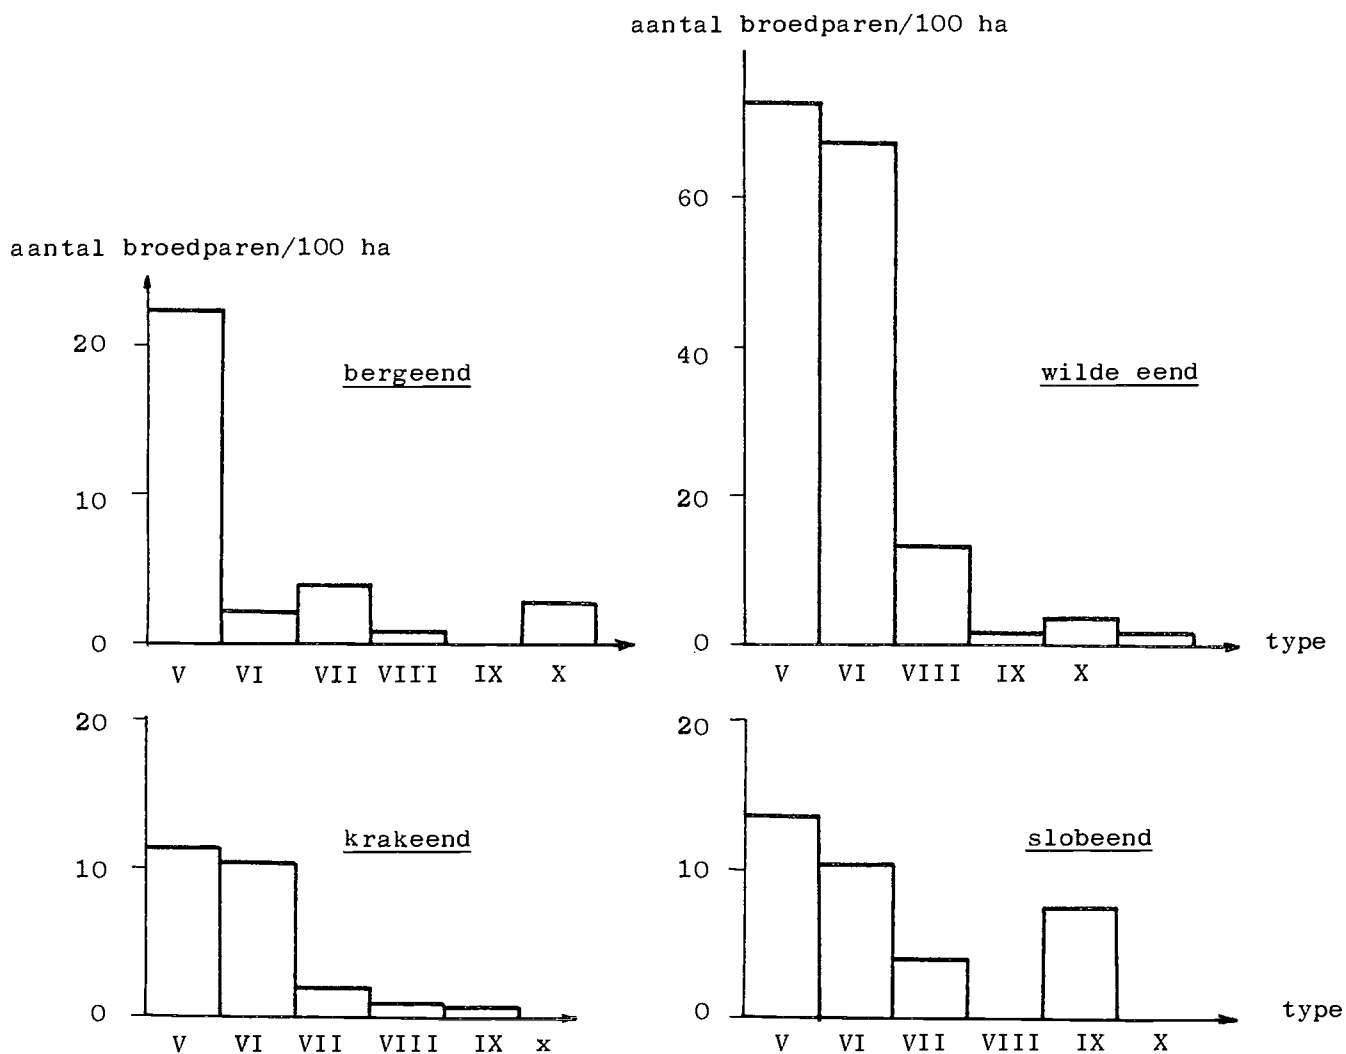 aantal broedparen/100 ha
60
40
20
0
wilde eend
type
V VI VIII IX X
aantal broedparen/100 ha
20
10
0
bergeend
V VI VII VIII IX X
20
10
0
krakeend
V VI VII VIII IX x
20
10
0
slobeend
type
V VI VII VIII IX X